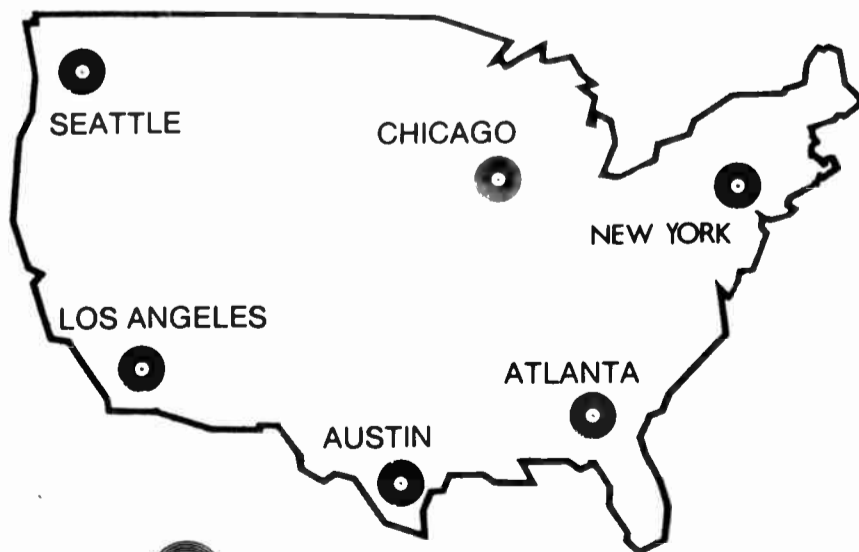 SEATTLE
CHICAGO
NEW YORK
LOS ANGELES
ATLANTA
AUSTIN